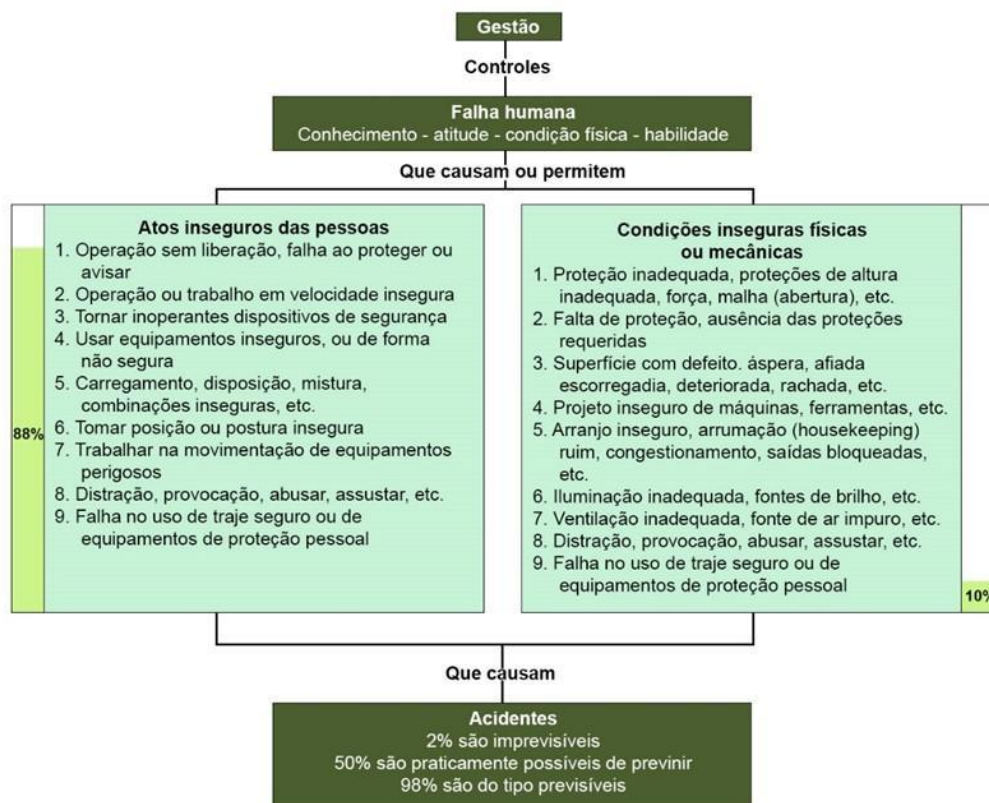 Gestão
Controles
Falha humana
Conhecimento - atitude - condição física - habilidade
Que causam ou permitem
Atos inseguros das pessoas
1. Operação sem liberação, falha ao proteger ou
avisar
2. Operação ou trabalho em velocidade insegura
3. Tornar inoperantes dispositivos de segurança
4. Usar equipamentos inseguros, ou de forma
não segura
5. Carregamento, disposição, mistura,
combinações inseguras, etc.
6. Tomar posição ou postura insegura
7. Trabalhar na movimentação de equipamentos
perigosos
8. Distração, provocação, abusar, assustar, etc.
9. Falha no uso de traje seguro ou de
equipamentos de proteção pessoal
88%
Condições inseguras físicas
ou mecânicas
1. Proteção inadequada, proteções de altura
inadequada, força, malha (abertura), etc.
2. Falta de proteção, ausência das proteções
requeridas
3. Superfície com defeito. áspera, afiada
escorregadia, deteriorada, rachada, etc.
4. Projeto inseguro de máquinas, ferramentas, etc.
5. Arranjo inseguro, arrumação (housekeeping)
ruim, congestionamento, saídas bloqueadas,
etc.
6. Iluminação inadequada, fontes de brilho, etc.
7. Ventilação inadequada, fonte de ar impuro, etc.
8. Distração, provocação, abusar, assustar, etc.
9. Falha no uso de traje seguro ou de
equipamentos de proteção pessoal
10%
Que causam
Acidentes
2% são imprevisíveis
50% são praticamente possíveis de previnir
98% são do tipo previsíveis